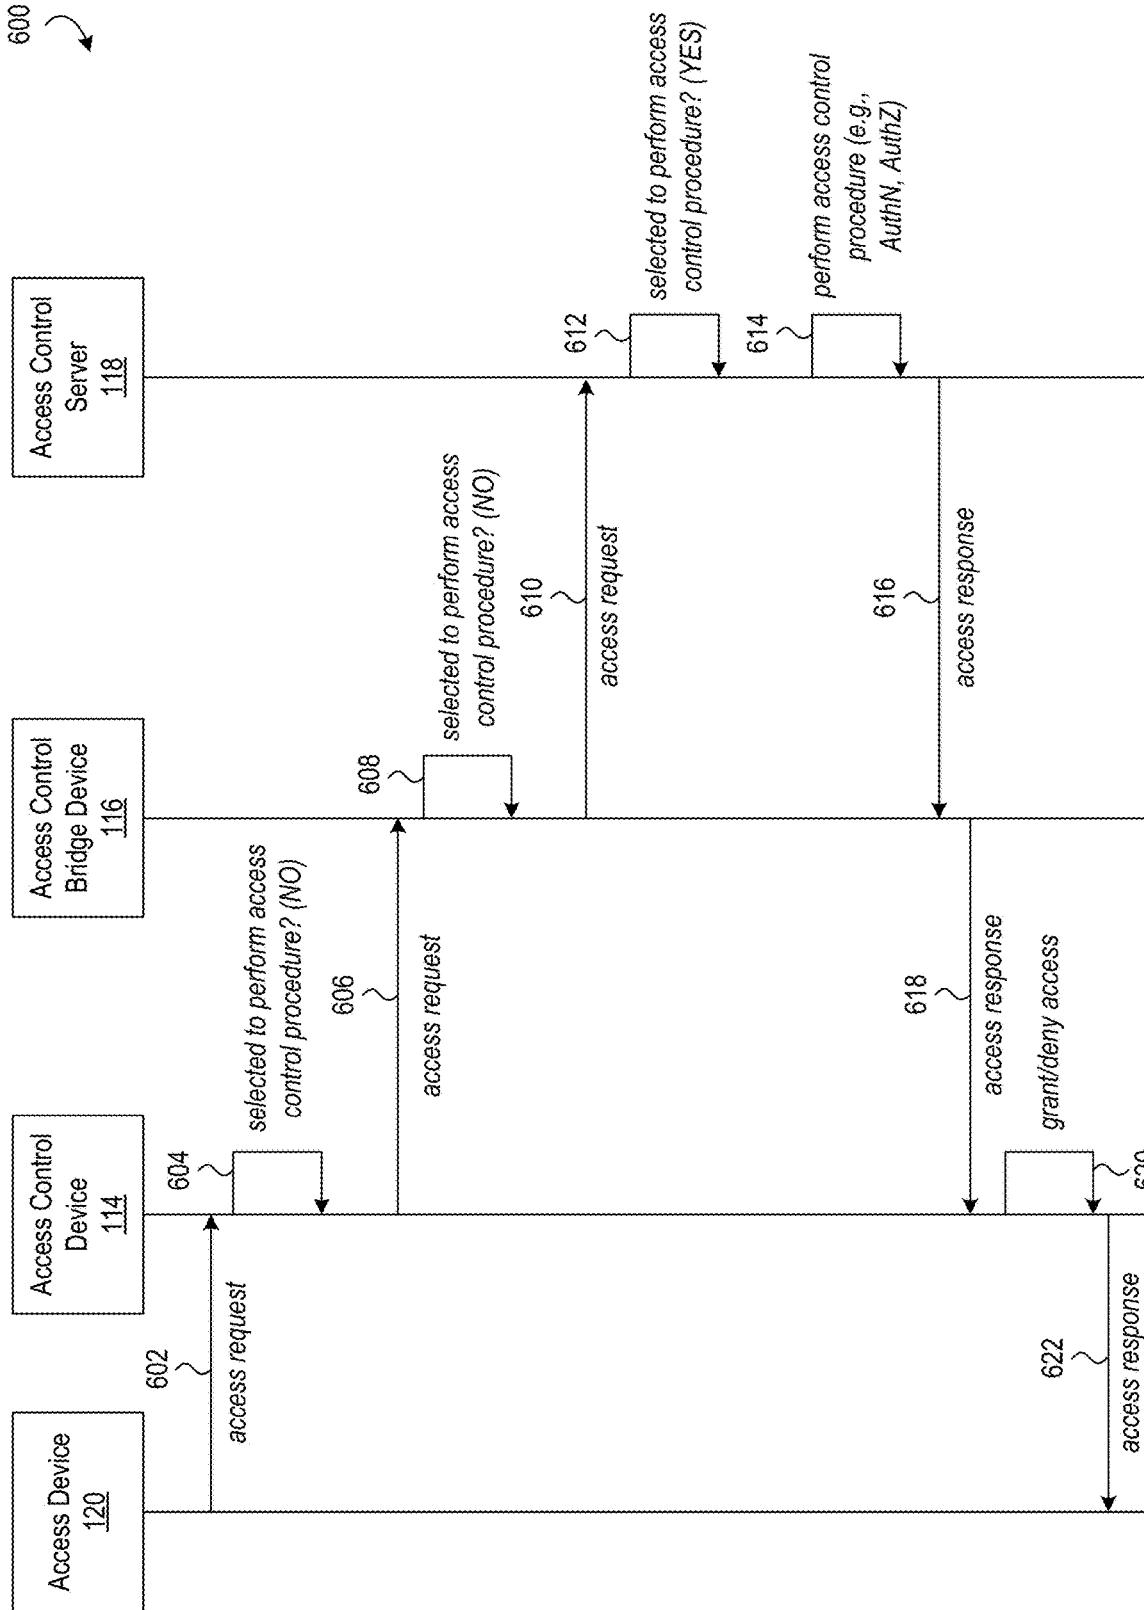 600
Access Device
120
Access Control
Device
114
Access Control
Bridge Device
116
Access Control
Server
118
602
access request
604
selected to perform access
control procedure? (NO)
606
access request
608
selected to perform access
control procedure? (NO)
610
access request
612
selected to perform access
control procedure? (YES)
614
perform access control
procedure (e.g.,
AuthN, AuthZ)
616
access response
618
access response
grant/deny access
622
access response